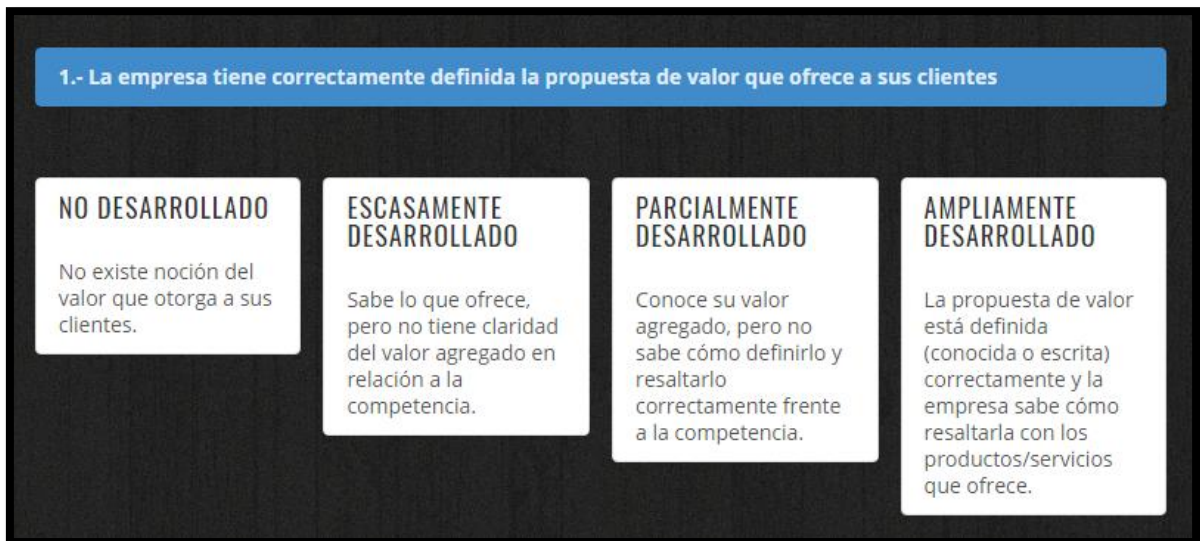 1.- La empresa tiene correctamente definida la propuesta de valor que ofrece a sus clientes
NO DESARROLLADO
No existe noción del
valor que otorga a sus
clientes.
ESCASAMENTE
DESARROLLADO
Sabe lo que ofrece,
pero no tiene claridad
del valor agregado en
relación a la
competencia.
PARCIALMENTE
DESARROLLADO
Conoce su valor
agregado, pero no
sabe cómo definirlo y
resaltarlo
correctamente frente
a la competencia.
AMPLIAMENTE
DESARROLLADO
La propuesta de valor
está definida
(conocida o escrita)
correctamente y la
empresa sabe cómo
resaltarla con los
productos/servicios
que ofrece.